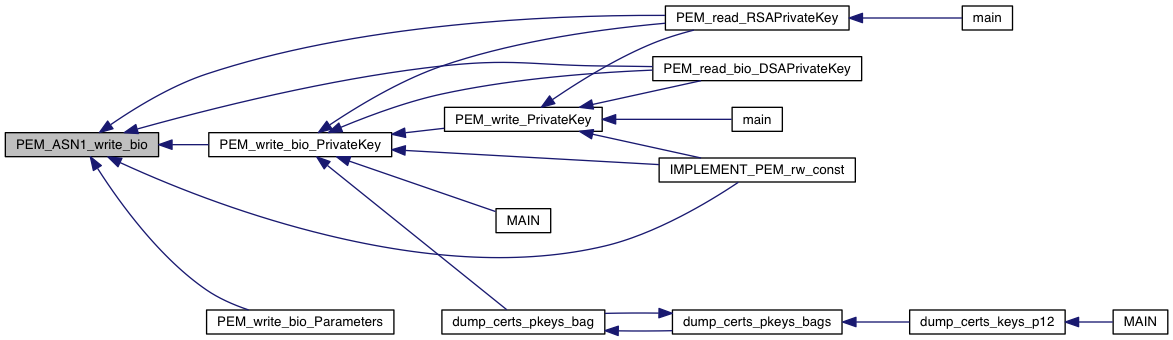 PEM_read_RSAPrivateKey
main
PEM_read_bio_DSAPrivateKey
PEM_write_PrivateKey
main
PEM_ASN1_write_bio
PEM_write_bio_PrivateKey
IMPLEMENT_PEM_rw_const
MAIN
PEM_write_bio_Parameters
dump_certs_pkeys_bag
dump_certs_pkeys_bags
dump_certs_keys_p12
MAIN